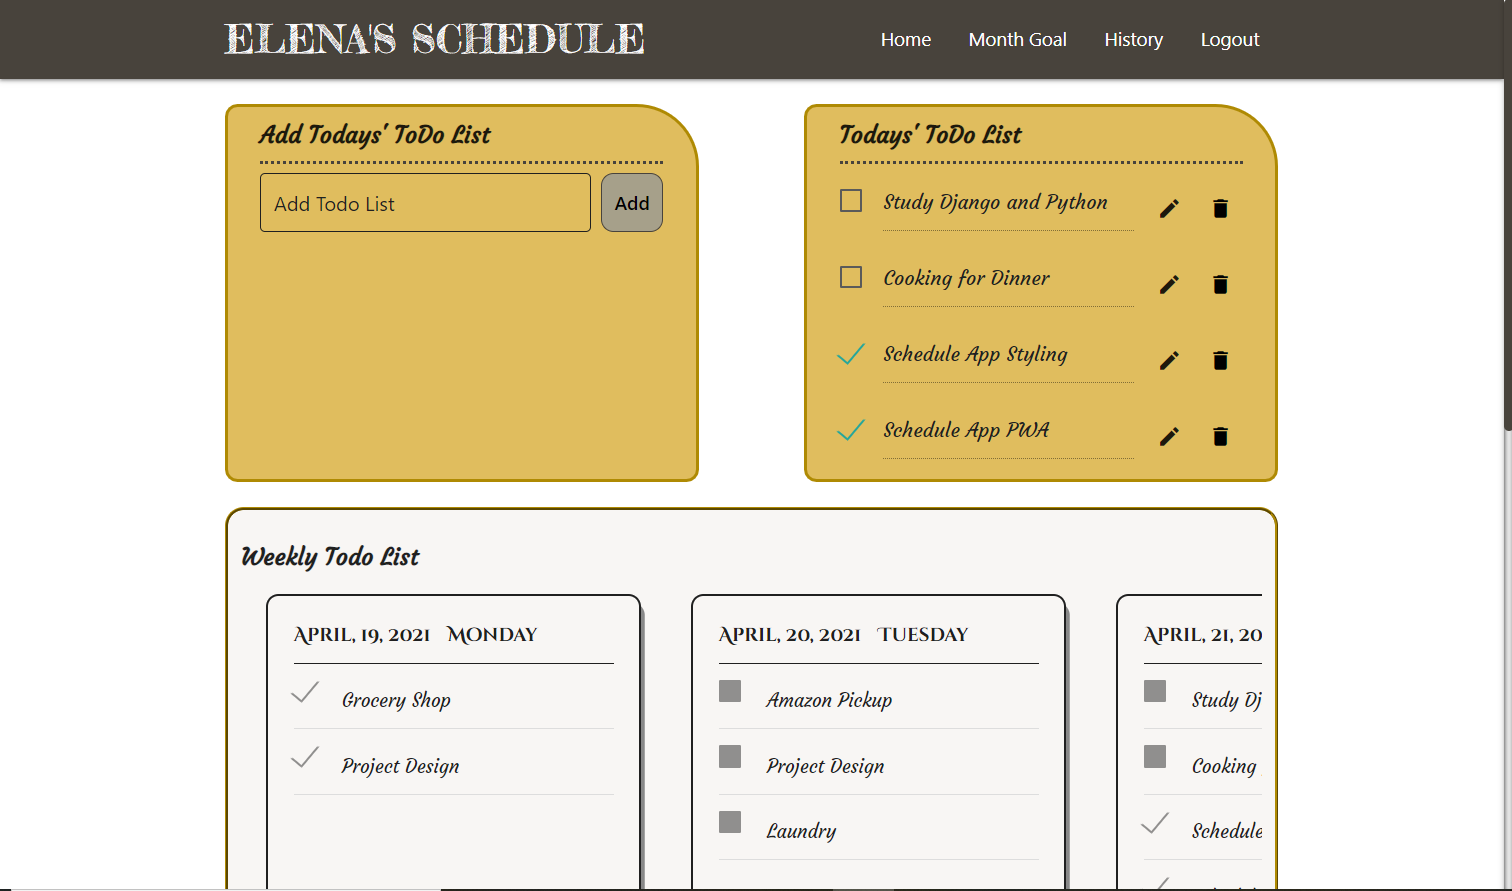 ELENA'S SCHEDULE
Home Month Goal History Logout
Add Todays' ToDo List
Add Todo List Add
Todays' ToDo List
Study Django and Python
Cooking for Dinner
Schedule App Styling
Schedule App PWA
Weekly Todo List
April, 19, 2021 Monday
Grocery Shop
Project Design
April, 20, 2021 Tuesday
Amazon Pickup
Project Design
Laundry
April, 21, 20
Study Dj
Cooking
Schedule